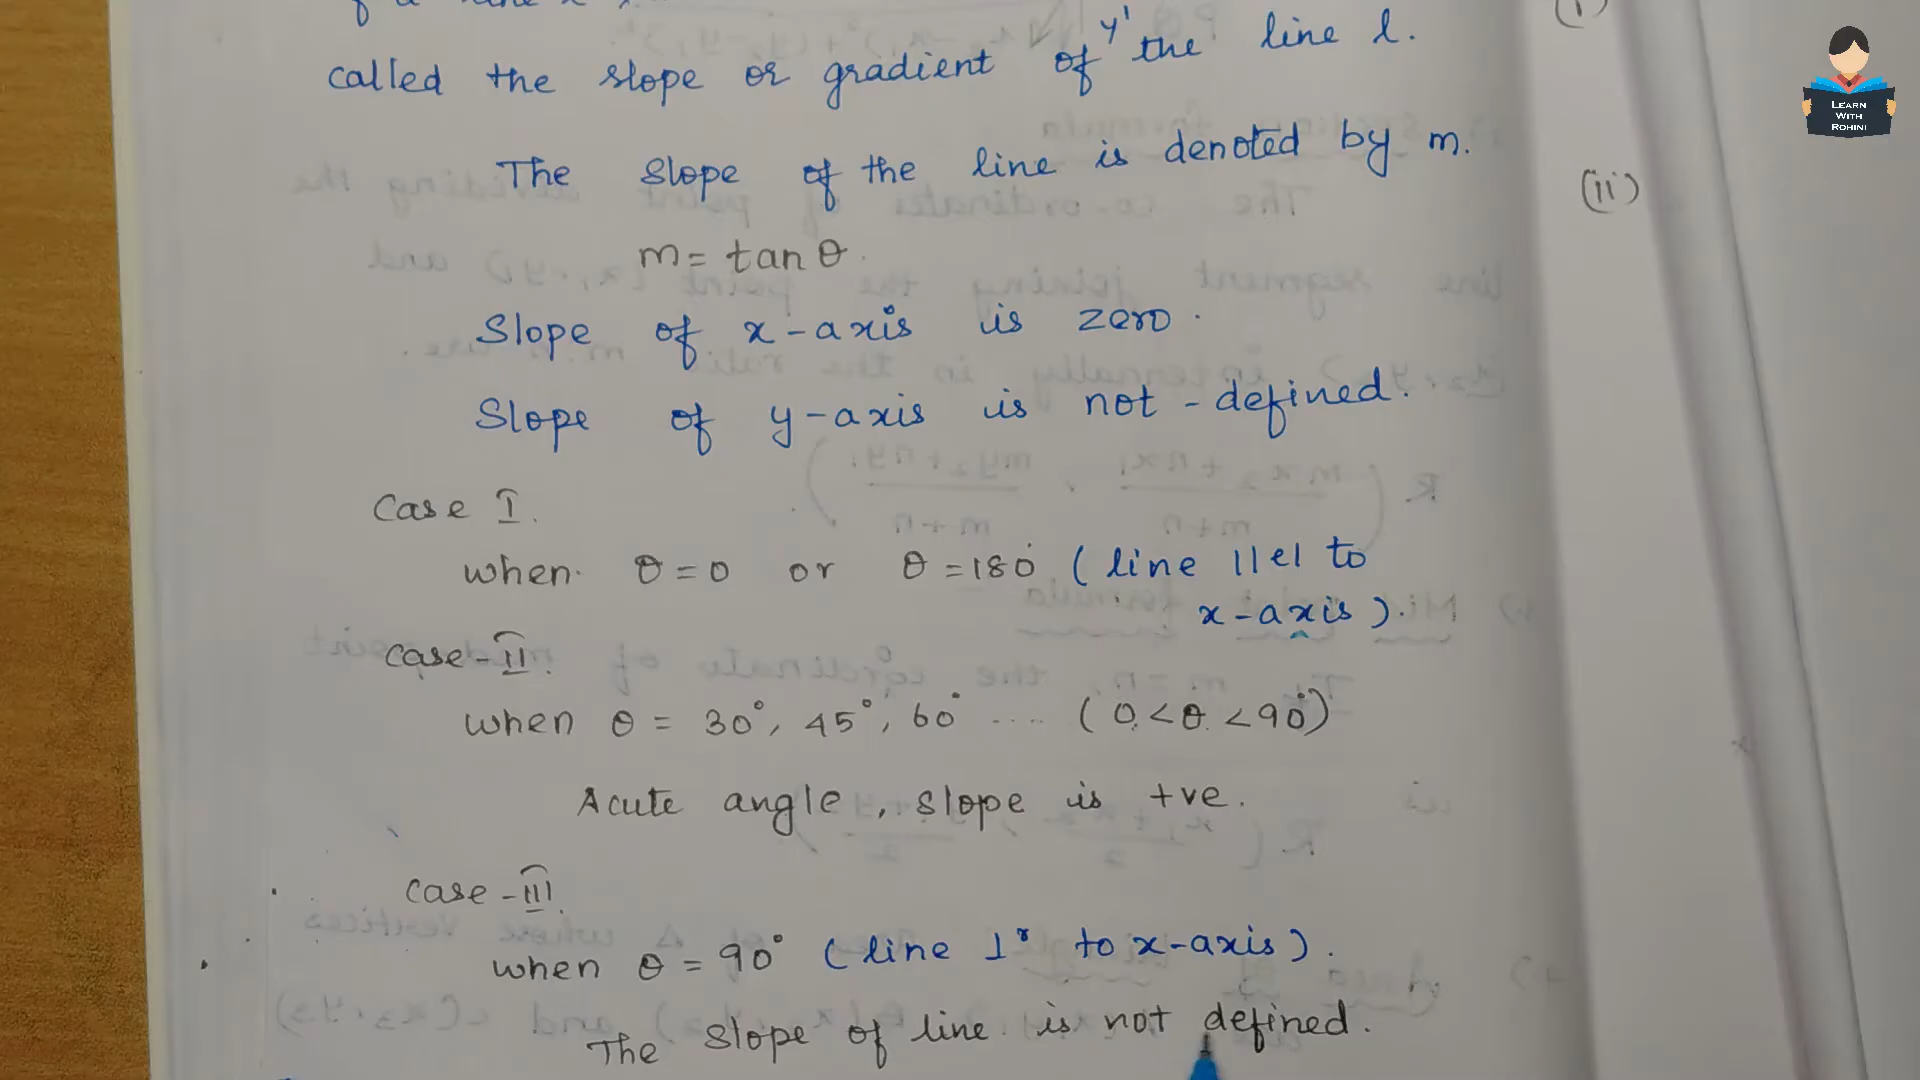 called the slope or gradient of the line l.
y'
The slope of the line is denoted by m.
m = tan θ.
Slope of x-axis is zero.
Slope of y-axis is not-defined.
Case I.
when θ = 0 or θ = 180° (line ||el to
x-axis).
Case-II.
when θ = 30°, 45°, 60° .... (0 < θ < 90°)
Acute angle, slope is +ve.
Case-III.
when θ = 90° (line ⊥r to x-axis).
The slope of line is not defined.
(i)
(ii)
LEARN
WITH
ROHINI